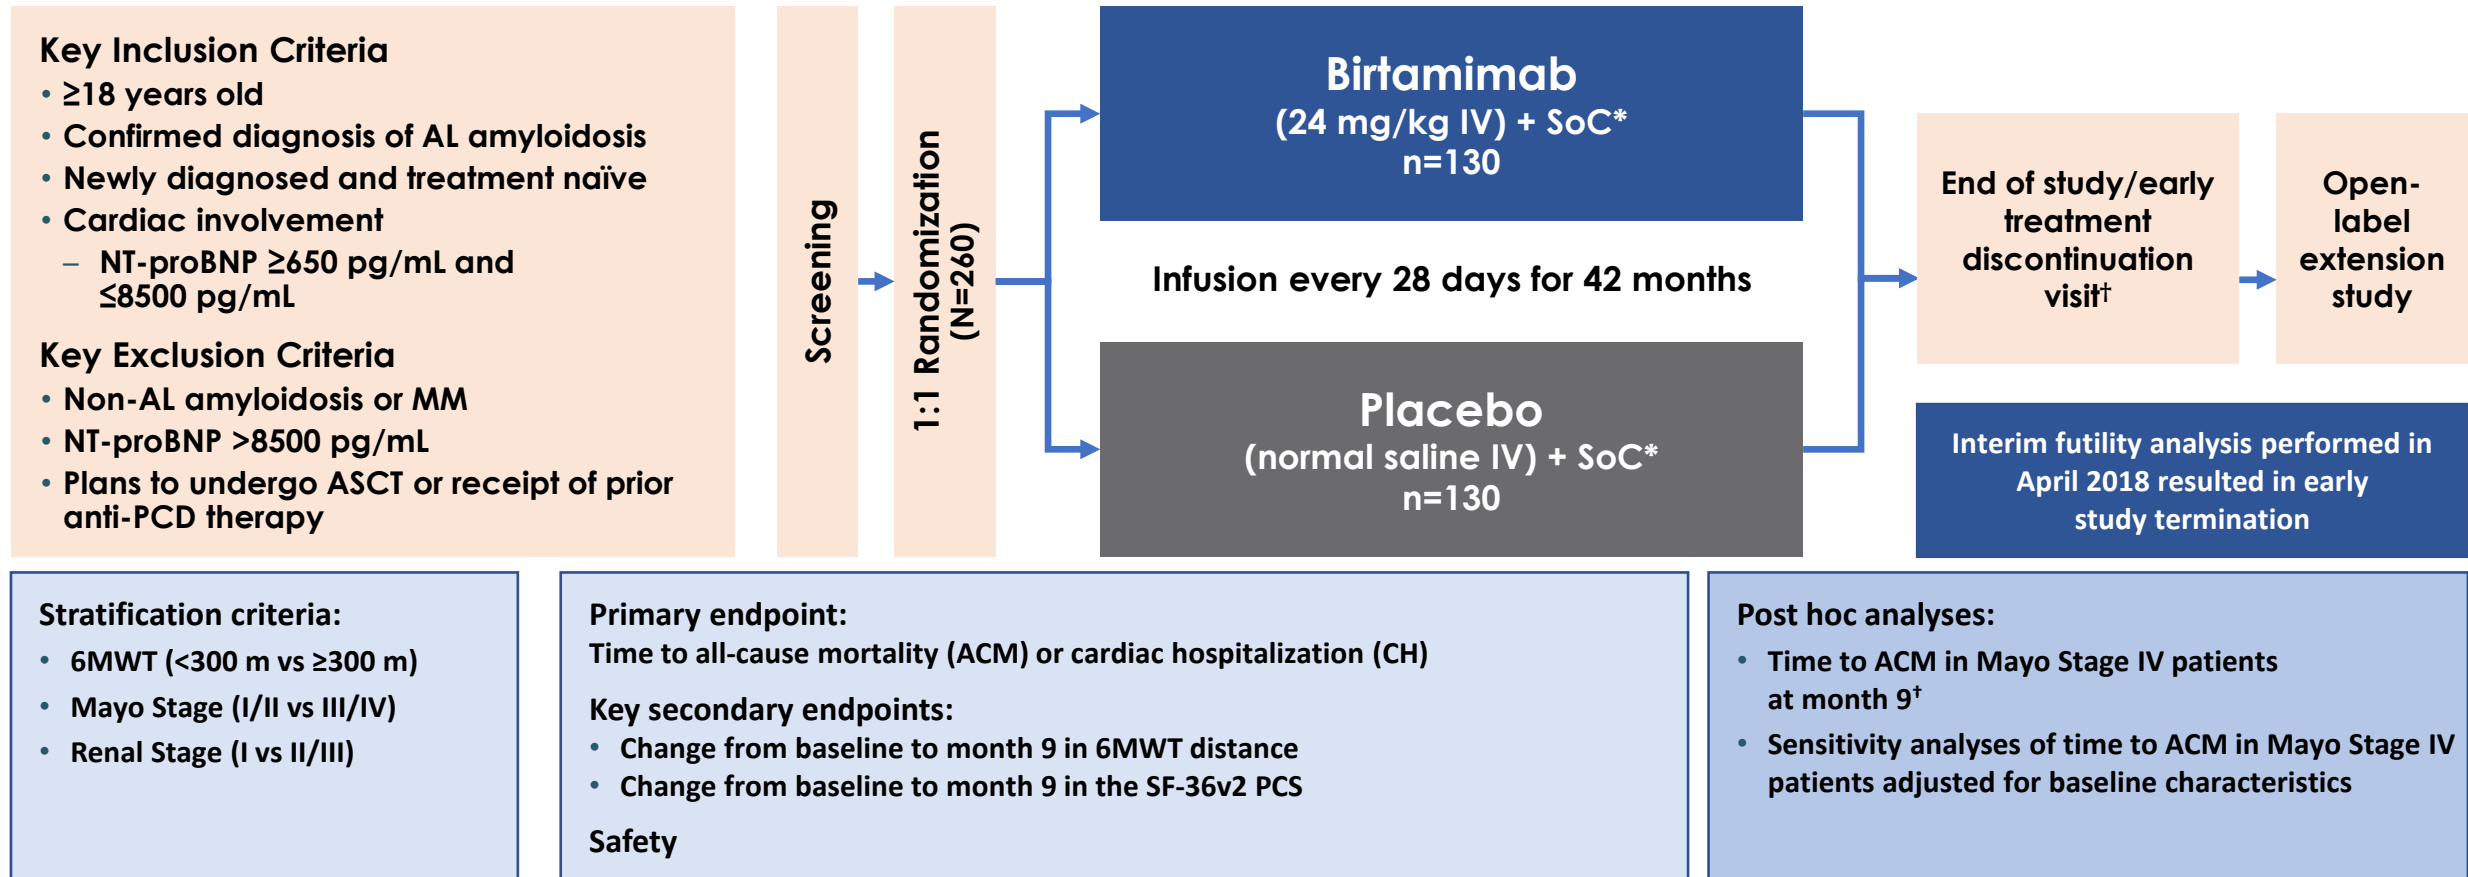 Key Inclusion Criteria
• ≥18 years old
• Confirmed diagnosis of AL amyloidosis
• Newly diagnosed and treatment naïve
• Cardiac involvement
– NT-proBNP ≥650 pg/mL and
≤8500 pg/mL
Key Exclusion Criteria
• Non-AL amyloidosis or MM
• NT-proBNP >8500 pg/mL
• Plans to undergo ASCT or receipt of prior
anti-PCD therapy
Screening
1:1 Randomization
(N=260)
Birtamimab
(24 mg/kg IV) + SoC*
n=130
Infusion every 28 days for 42 months
Placebo
(normal saline IV) + SoC*
n=130
End of study/early
treatment
discontinuation
visit†
Open-
label
extension
study
Interim futility analysis performed in
April 2018 resulted in early
study termination
Stratification criteria:
• 6MWT (<300 m vs ≥300 m)
• Mayo Stage (I/II vs III/IV)
• Renal Stage (I vs II/III)
Primary endpoint:
Time to all-cause mortality (ACM) or cardiac hospitalization (CH)
Key secondary endpoints:
• Change from baseline to month 9 in 6MWT distance
• Change from baseline to month 9 in the SF-36v2 PCS
Safety
Post hoc analyses:
• Time to ACM in Mayo Stage IV patients
at month 9†
• Sensitivity analyses of time to ACM in Mayo Stage IV
patients adjusted for baseline characteristics